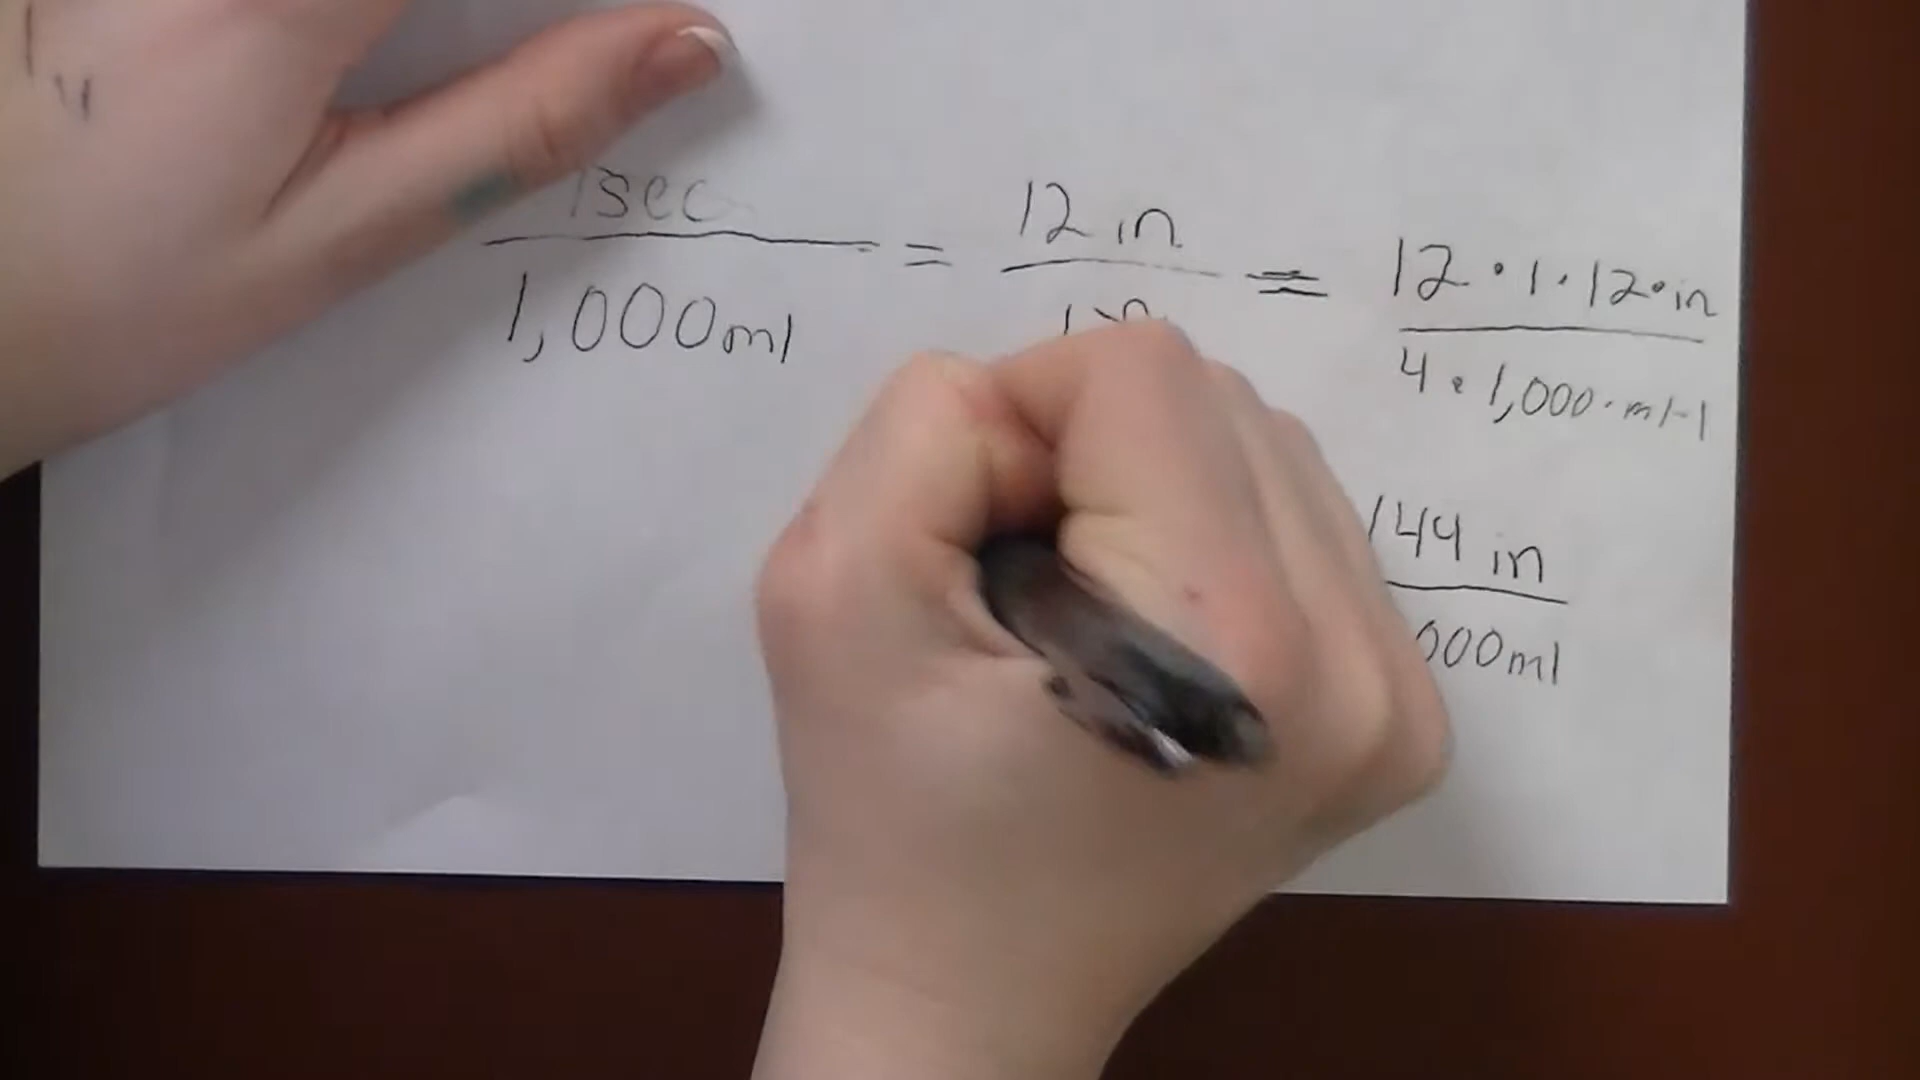 1sec = 12 in = 12 · 1 · 12 · in
1,000ml 4 · 1,000 · ml · 1
144 in
000ml